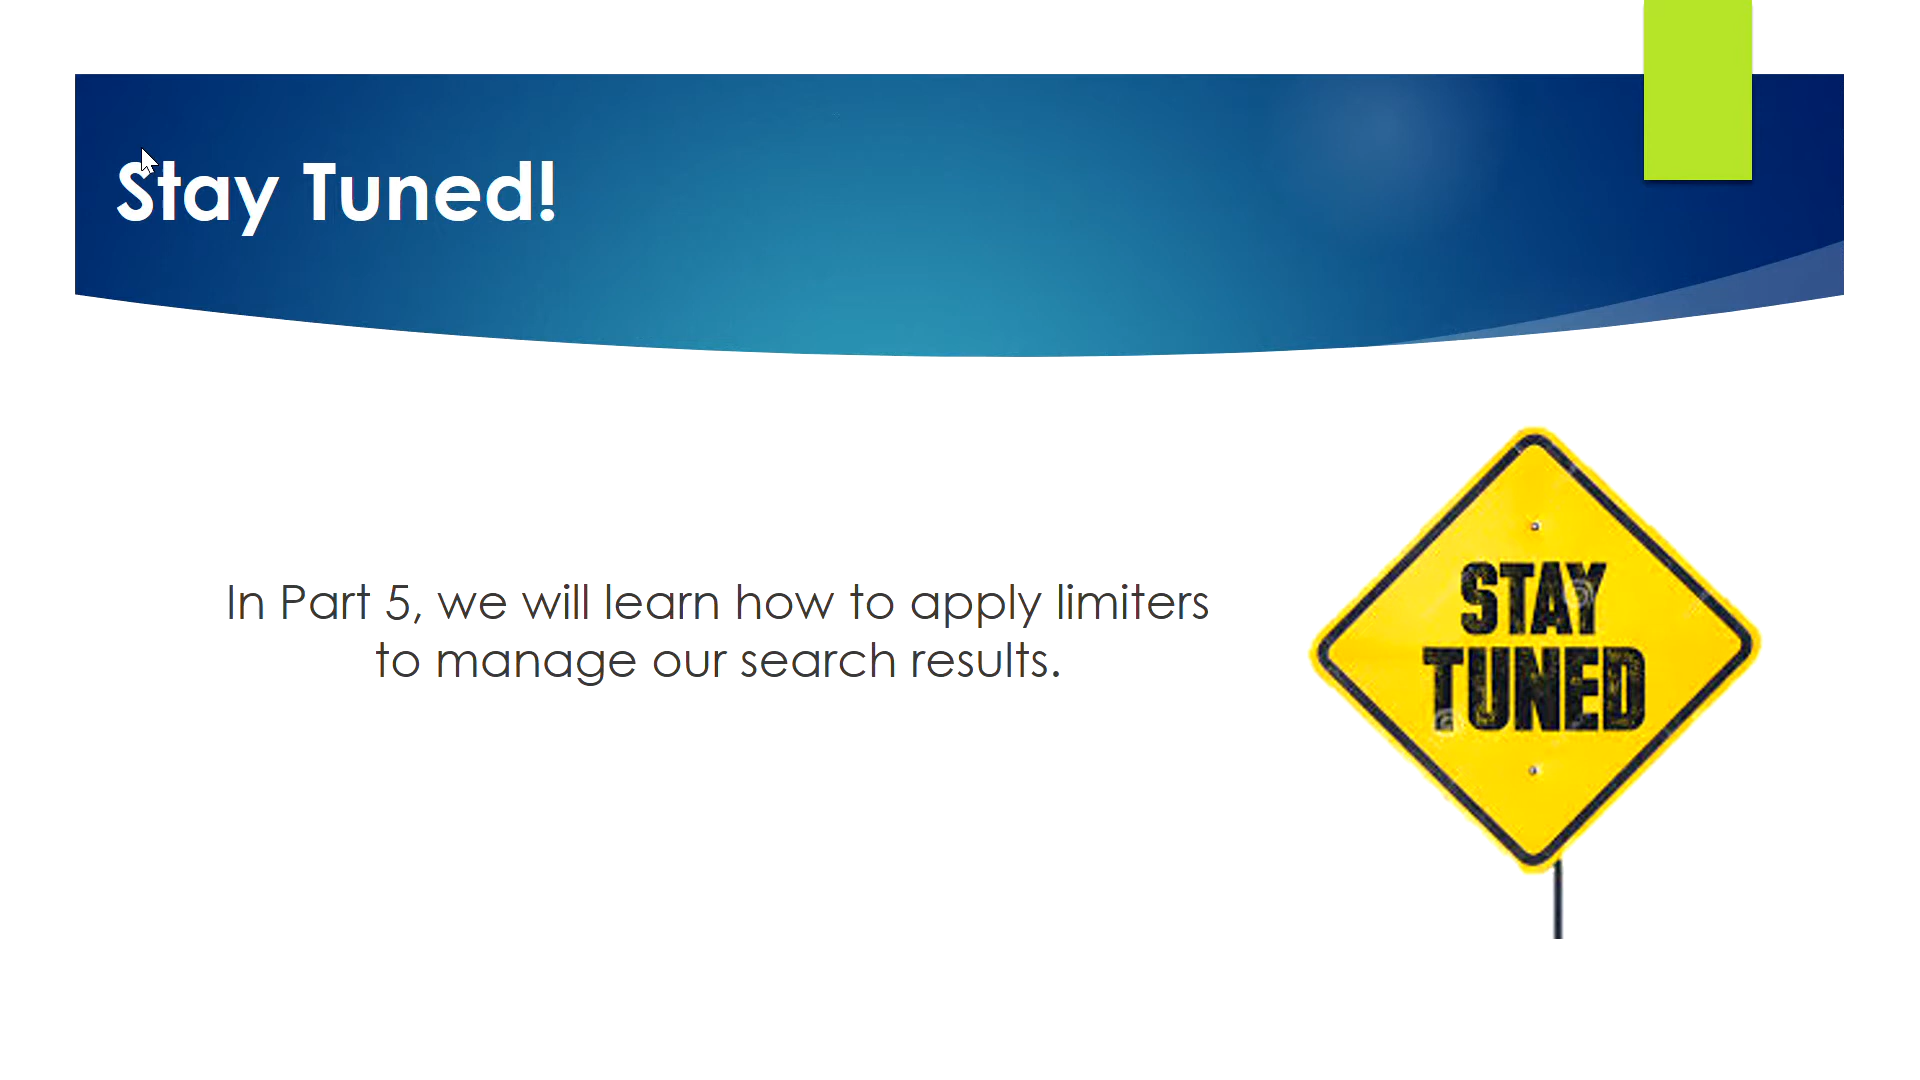 Stay Tuned!
In Part 5, we will learn how to apply limiters
to manage our search results.
STAY
TUNED